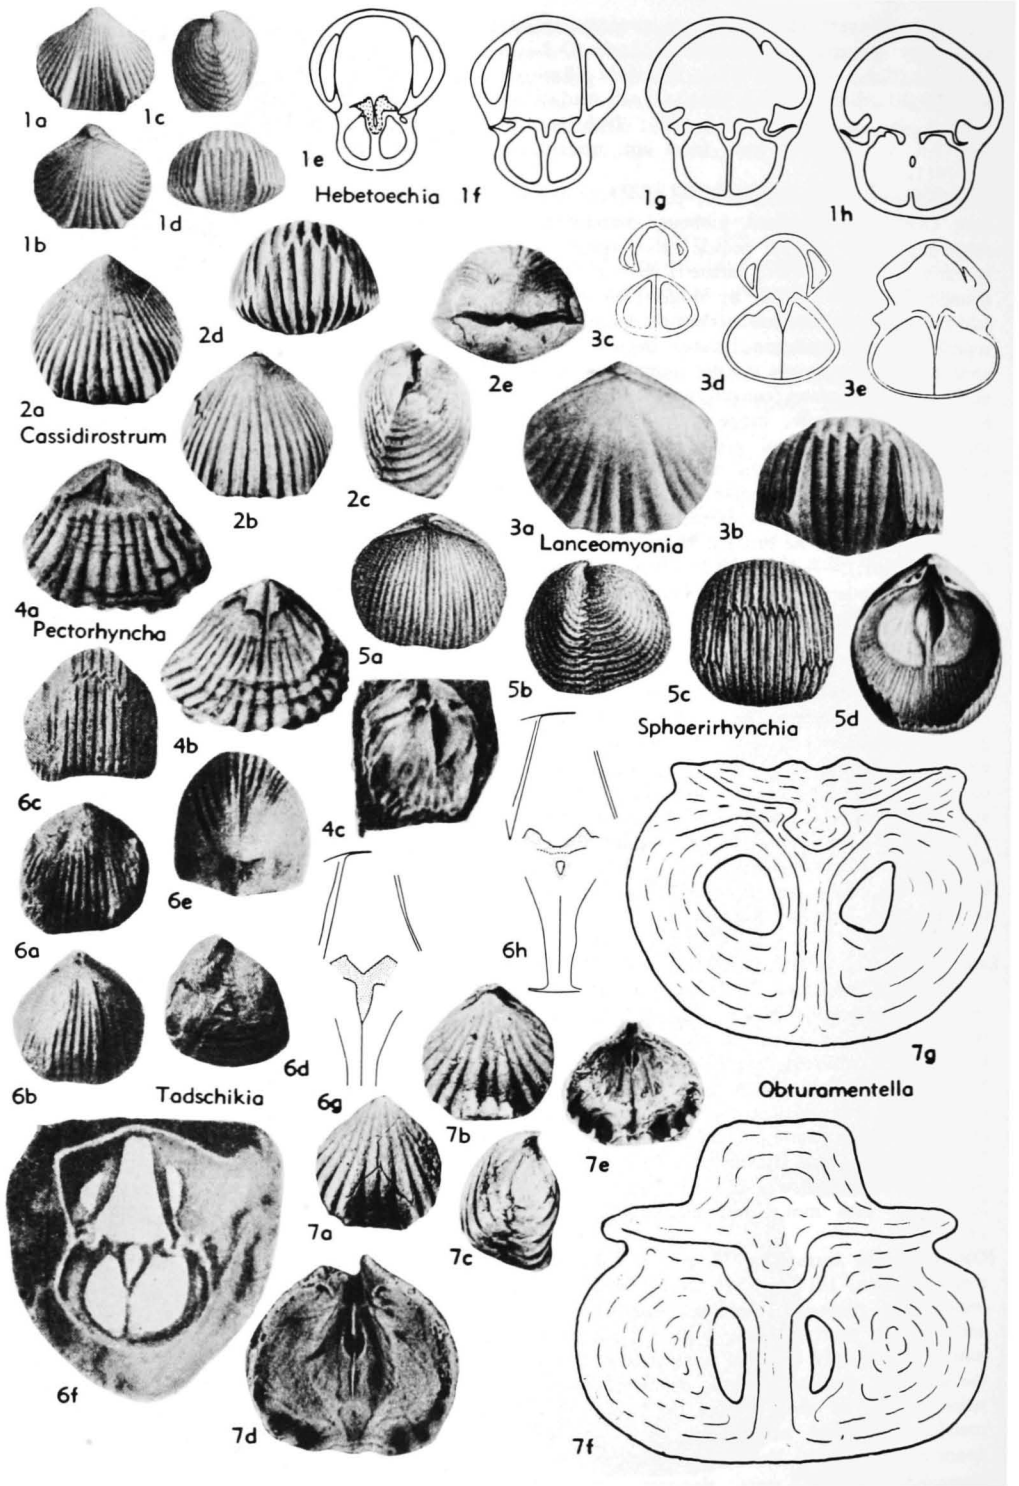 1a
1c
1e
Hebetoechia
1f
1g
1h
1b
1d
2d
2e
3c
3d
3e
2a
Cassidirostrum
2b
2c
3a
Lanceomyonia
3b
4a
Pectorhyncha
5a
5b
5c
Sphaerirhynchia
5d
4b
6c
4c
6e
6a
6h
7g
6b
Tadschikia
6d
6g
7b
7e
Obturamentella
7a
7c
6f
7d
7f